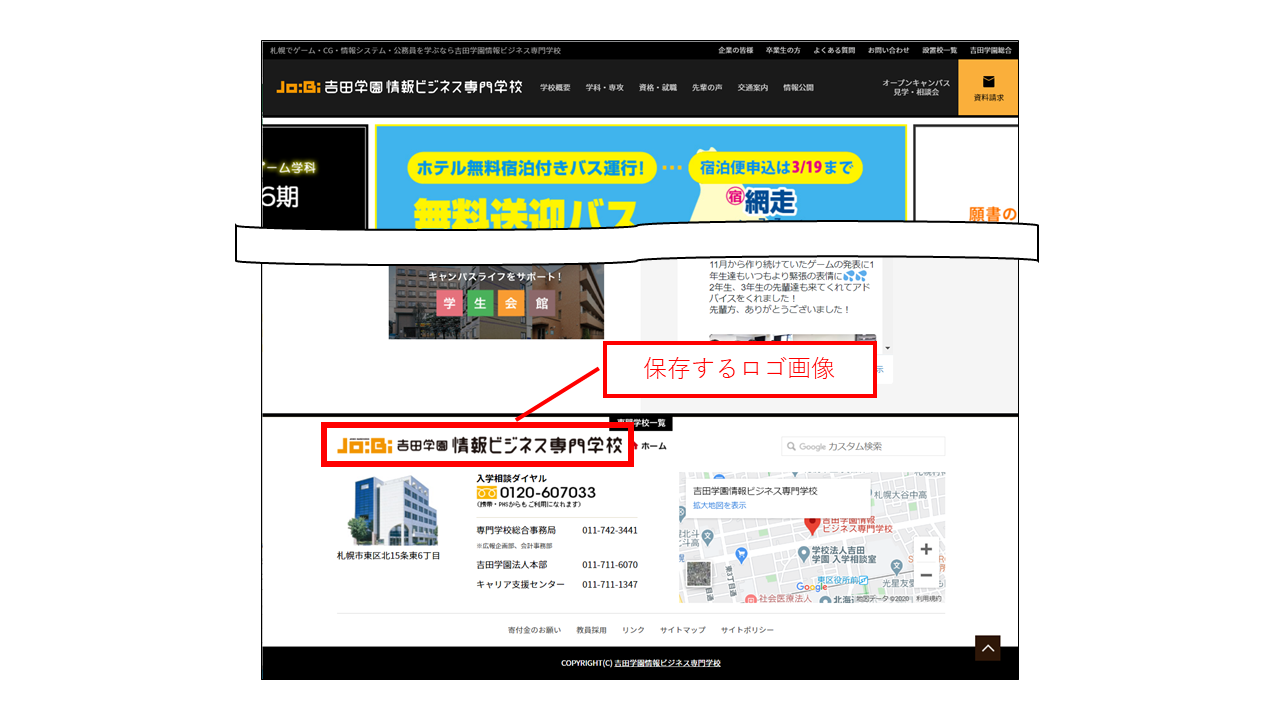 札幌でゲーム・CG・情報システム・公務員を学ぶなら吉田学園情報ビジネス専門学校
企業の皆様 卒業生の方 よくある質問 お問い合わせ 設置校一覧 吉田学園総合
Jo:Bi 吉田学園 情報ビジネス専門学校
学校概要 学科・専攻 資格・就職 先輩の声 交通案内 情報公開
オープンキャンパス
見学・相談会
資料請求
ーム学科
6期
ホテル無料宿泊付きバス運行!
宿泊便申込は3/19まで
無料送迎バス
宿 網走
願書の
キャンパスライフをサポート!
学生会館
11月から作り続けていたゲームの発表に1
年生達もいつもより緊張の表情に💦💦
2年生、3年生の先輩達も来てくれてアド
バイスをくれました!
先輩方、ありがとうございました!
保存するロゴ画像
示
専門学校一覧
Jo:Bi 吉田学園 情報ビジネス専門学校
ホーム
Google カスタム検索
入学相談ダイヤル
0120-607033
(携帯・PHSからもご利用になれます)
札幌市東区北15条東6丁目
専門学校総合事務局 011-742-3441
※広報企画部、会計事務部
吉田学園法人本部 011-711-6070
キャリア支援センター 011-711-1347
吉田学園情報ビジネス専門学校
拡大地図を表示
札幌大谷中高
吉田学園情報
ビジネス専門学校
学校法人吉田
学園 入学相談室
東3丁目通
東区役所前
光星友愛
Google
社会医療法人
北海
地図データ ©2020 利用規約
寄付金のお願い 教員採用 リンク サイトマップ サイトポリシー
COPYRIGHT(C) 吉田学園情報ビジネス専門学校